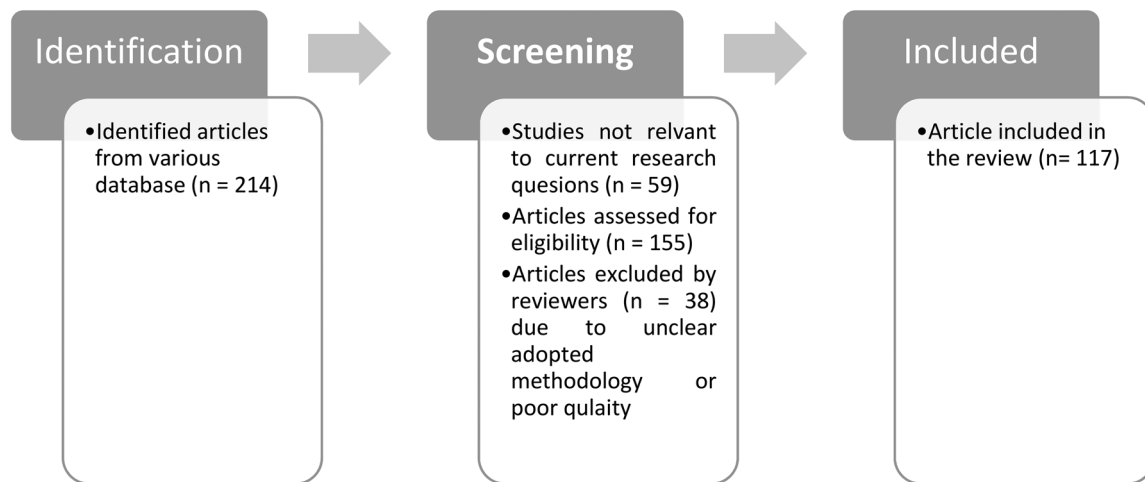 Identification
•Identified articles
from various
database (n = 214)
Screening
•Studies not relvant
to current research
quesions (n = 59)
•Articles assessed for
eligibility (n = 155)
•Articles excluded by
reviewers (n = 38)
due to unclear
adopted
methodology or
poor qulaity
Included
•Article included in
the review (n= 117)